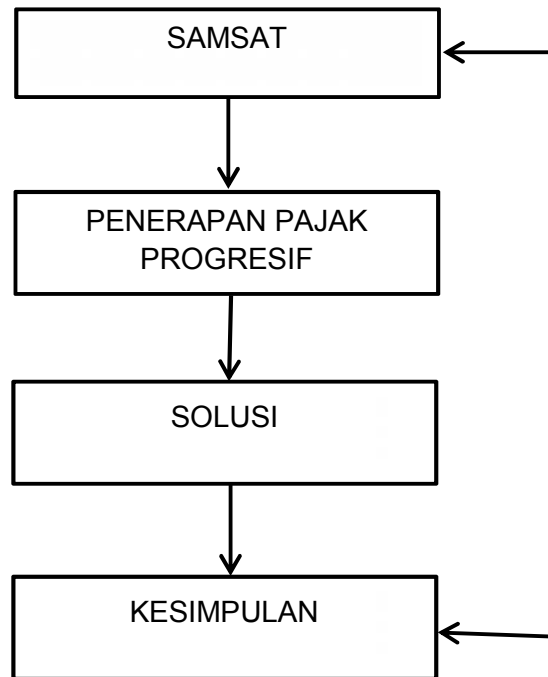 SAMSAT
PENERAPAN PAJAK
PROGRESIF
SOLUSI
KESIMPULAN